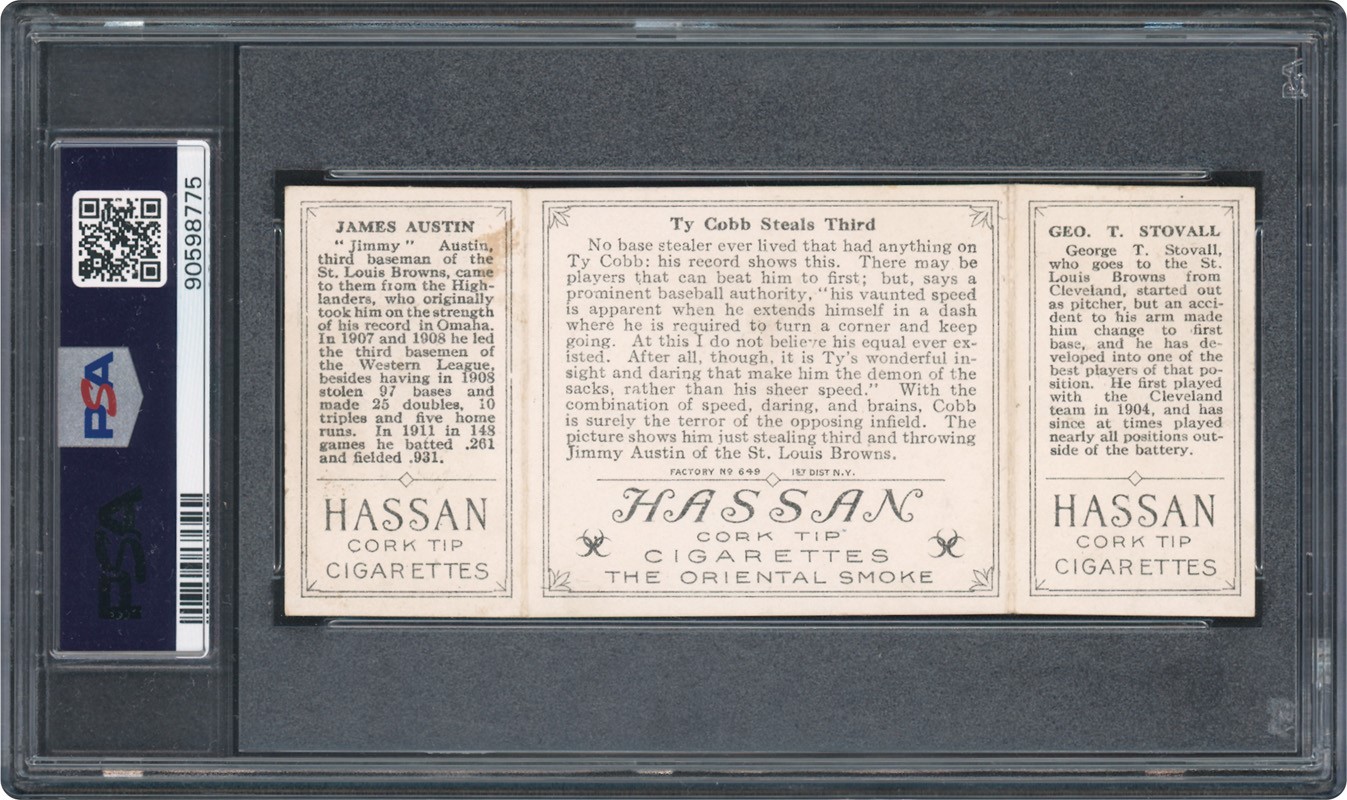 90598775
PSA
PSA
JAMES AUSTIN
"Jimmy" Austin,
third baseman of the
St. Louis Browns, came
to them from the High-
landers, who originally
took him on the strength
of his record in Omaha.
In 1907 and 1908 he led
the third basemen of
the Western League,
besides having in 1908
stolen 97 bases and
made 25 doubles, 10
triples and five home
runs. In 1911 in 148
games he batted .261
and fielded .931.
HASSAN
CORK TIP
CIGARETTES
Ty Cobb Steals Third
No base stealer ever lived that had anything on
Ty Cobb: his record shows this. There may be
players that can beat him to first; but, says a
prominent baseball authority, "his vaunted speed
is apparent when he extends himself in a dash
where he is required to turn a corner and keep
going. At this I do not believe his equal ever ex-
isted. After all, though, it is Ty's wonderful in-
sight and daring that make him the demon of the
sacks, rather than his sheer speed." With the
combination of speed, daring, and brains, Cobb
is surely the terror of the opposing infield. The
picture shows him just stealing third and throwing
Jimmy Austin of the St. Louis Browns.
FACTORY Nº 649 1ST DIST N.Y.
HASSAN
CORK TIP
CIGARETTES
THE ORIENTAL SMOKE
GEO. T. STOVALL
George T. Stovall,
who goes to the St.
Louis Browns from
Cleveland, started out
as pitcher, but an acci-
dent to his arm made
him change to first
base, and he has de-
veloped into one of the
best players of that po-
sition. He first played
with the Cleveland
team in 1904, and has
since at times played
nearly all positions out-
side of the battery.
HASSAN
CORK TIP
CIGARETTES
PSA